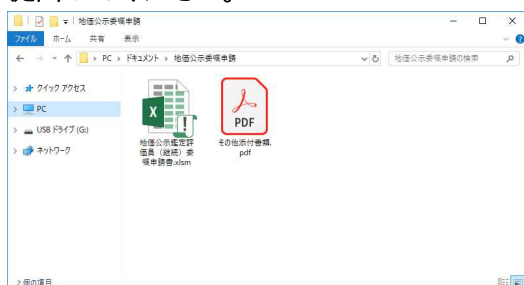 地価公示委嘱申請
ファイル ホーム 共有 表示
PC › ドキュメント › 地価公示委嘱申請
地価公示委嘱申請の検索
クイック アクセス
PC
USB ドライブ (G:)
ネットワーク
PDF
地価公示鑑定評
価員（継続）委
嘱申請書.xlsm
その他添付書類.
pdf
2 個の項目